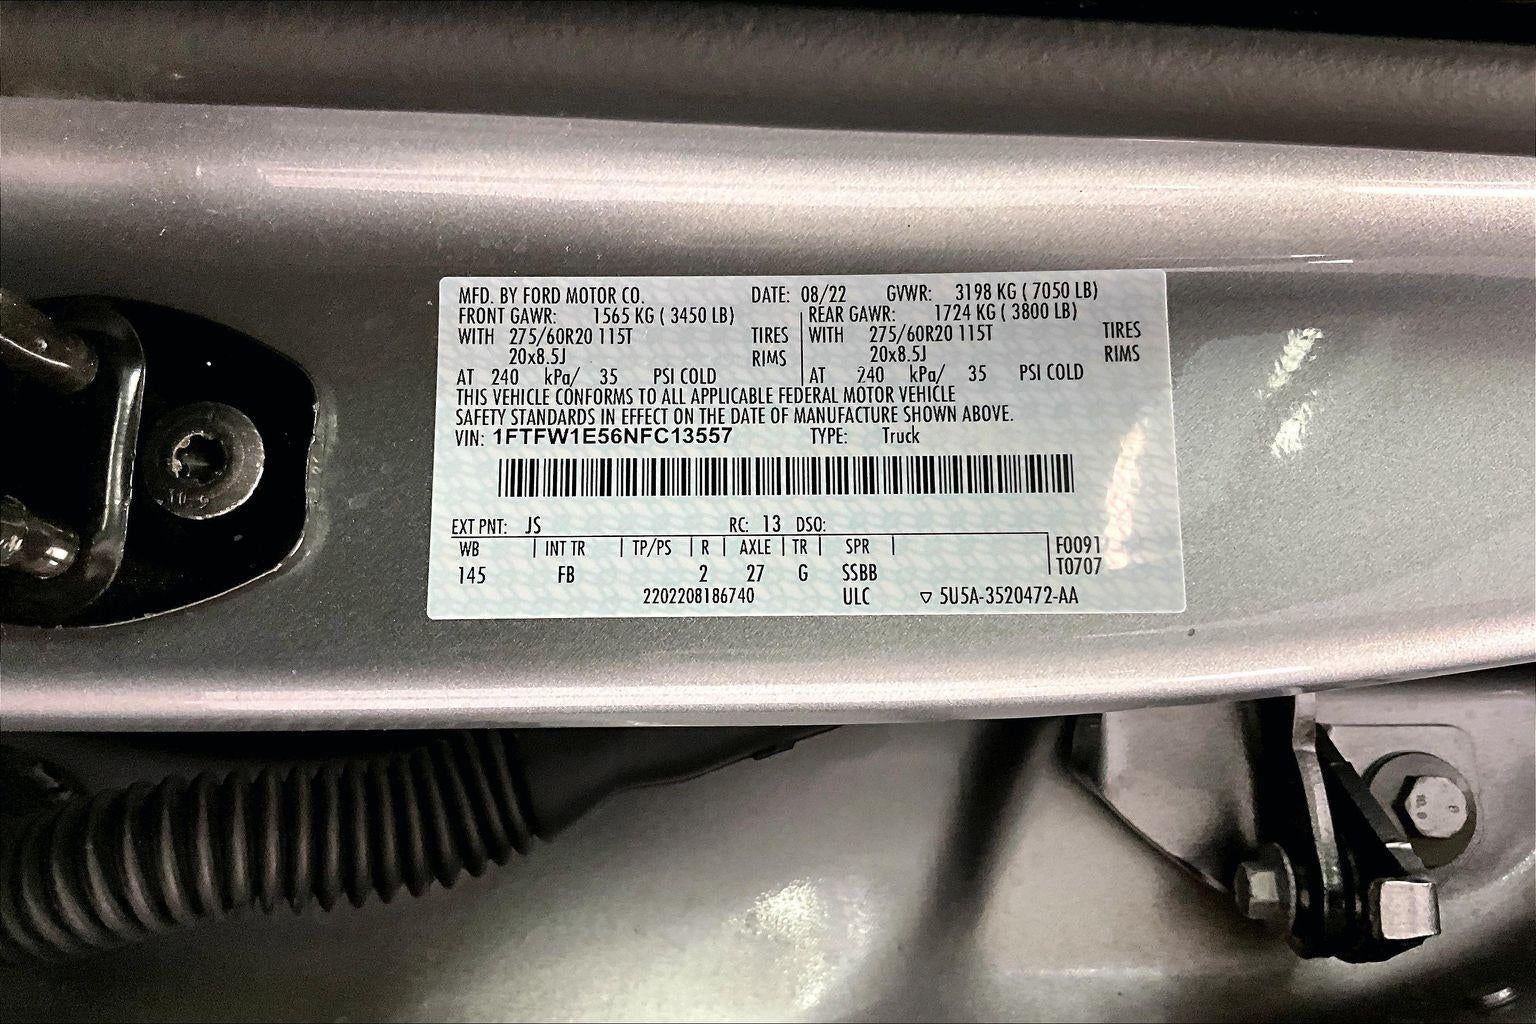 MFD. BY FORD MOTOR CO. DATE: 08/22 GVWR: 3198 KG ( 7050 LB)
FRONT GAWR: 1565 KG ( 3450 LB) REAR GAWR: 1724 KG ( 3800 LB)
WITH 275/60R20 115T TIRES WITH 275/60R20 115T TIRES
20x8.5J RIMS 20x8.5J RIMS
AT 240 kPa/ 35 PSI COLD AT 240 kPa/ 35 PSI COLD
THIS VEHICLE CONFORMS TO ALL APPLICABLE FEDERAL MOTOR VEHICLE
SAFETY STANDARDS IN EFFECT ON THE DATE OF MANUFACTURE SHOWN ABOVE.
VIN: 1FTFW1E56NFC13557 TYPE: Truck
EXT PNT: JS RC: 13 DSO:
WB INT TR TP/PS R AXLE TR SPR F0091
145 FB 2 27 G SSBB T0707
2202208186740 ULC ▽ 5U5A-3520472-AA
10.9